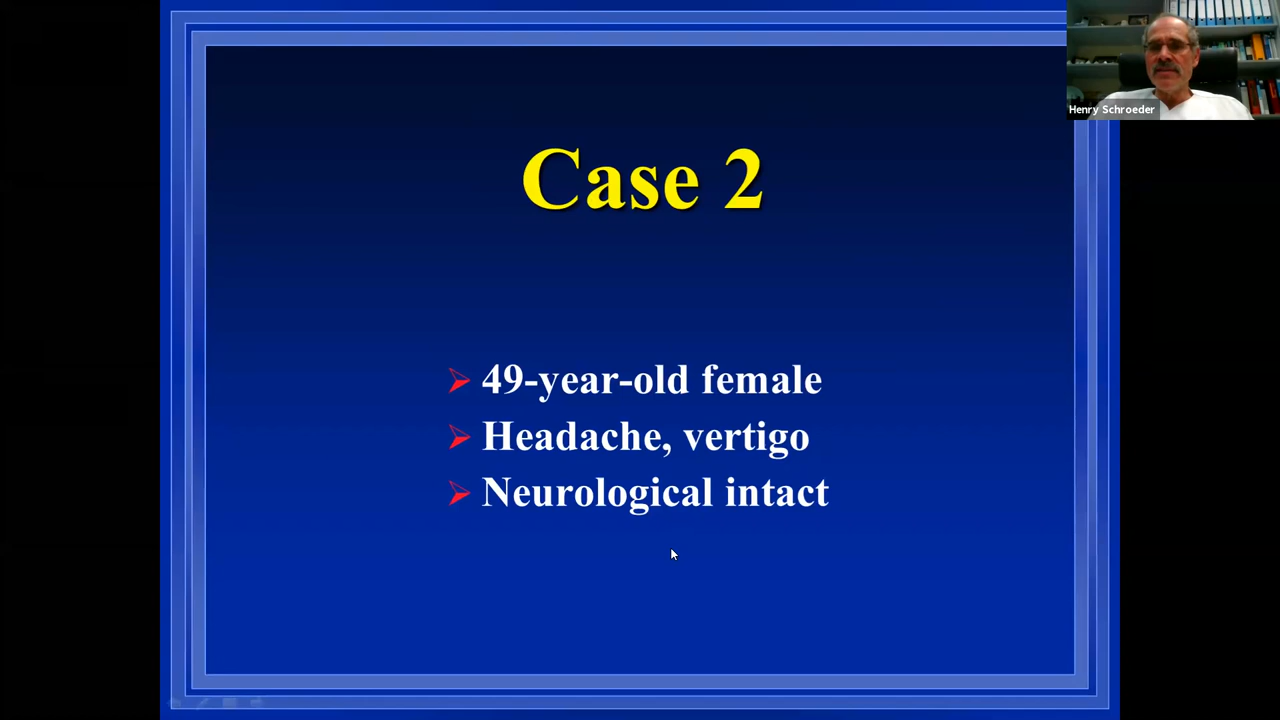 Henry Schroeder
Case 2
49-year-old female
Headache, vertigo
Neurological intact